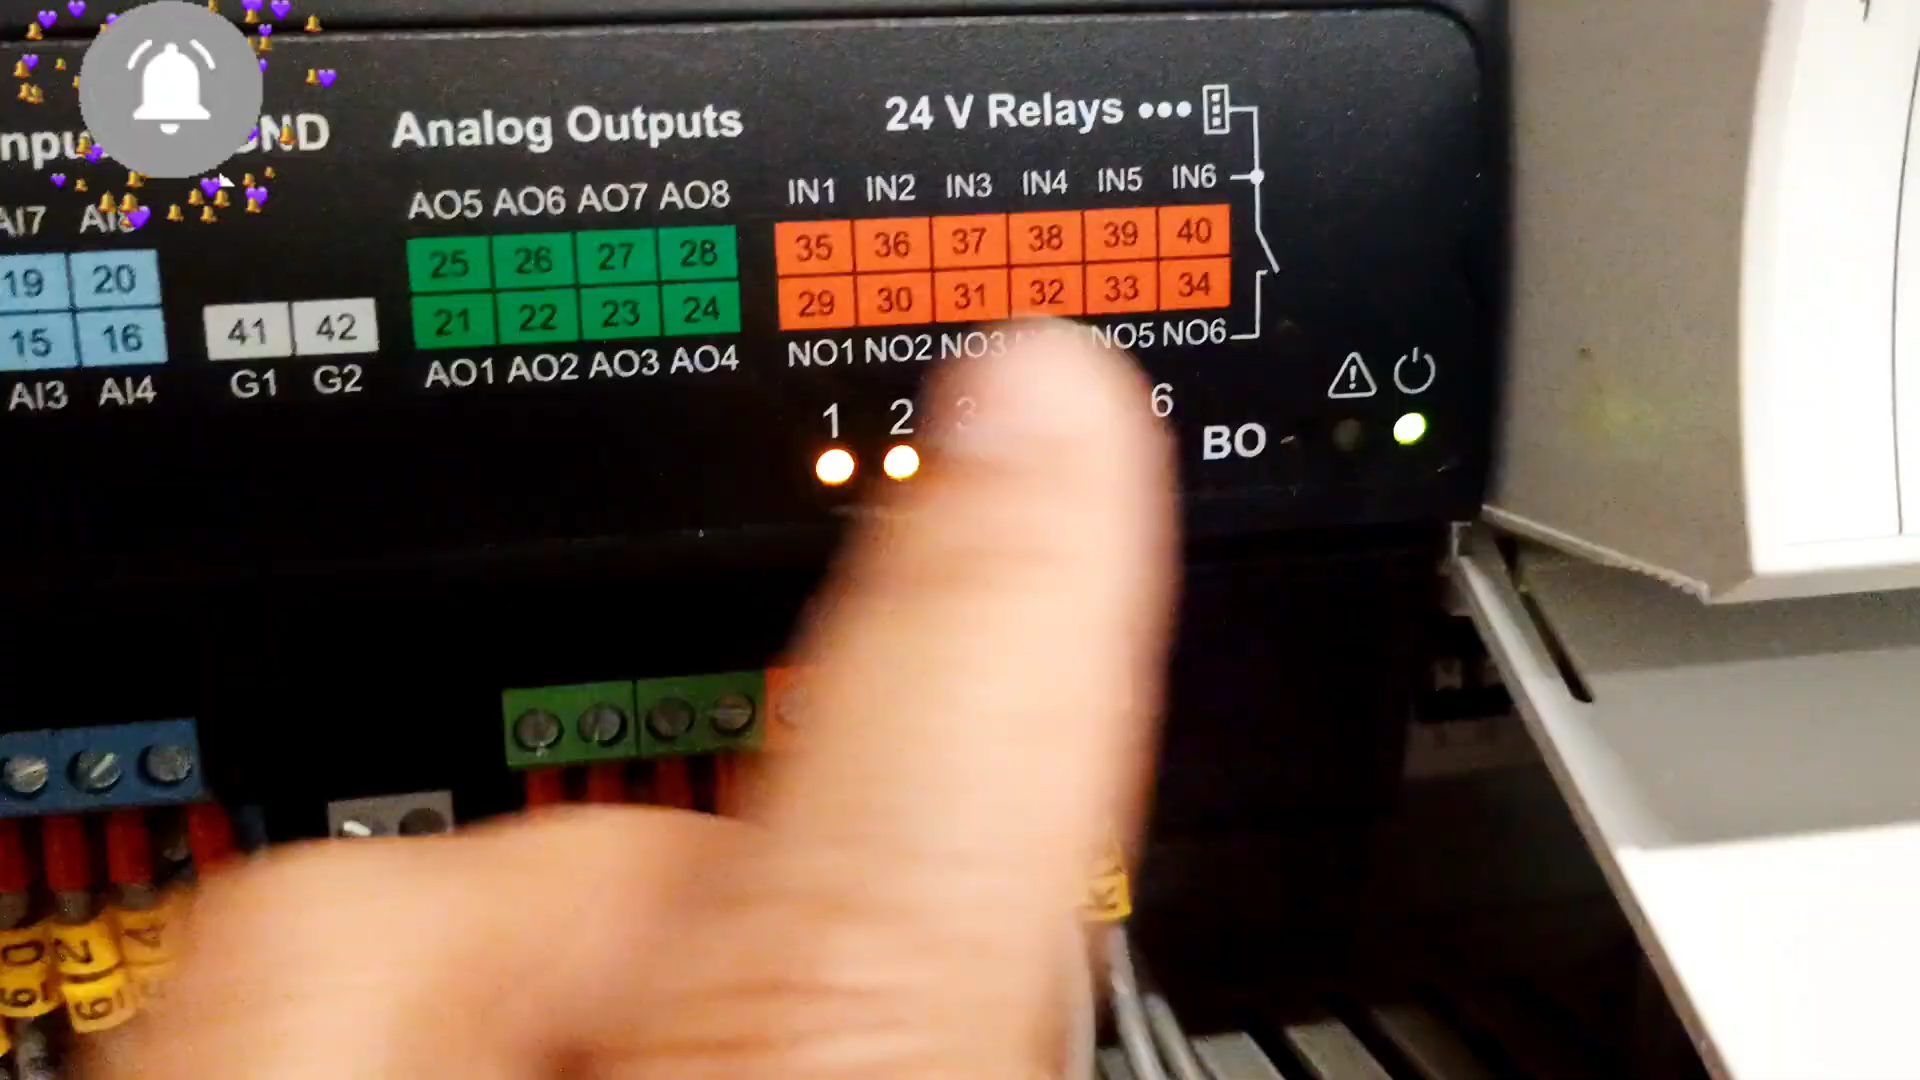 Analog Outputs
24 V Relays
AO5 AO6 AO7 AO8
IN1 IN2 IN3 IN4 IN5 IN6
AI7
19 20
25 26 27 28
35 36 37 38 39 40
15 16
41 42
21 22 23 24
29 30 31 32 33 34
AI3 AI4
G1 G2
AO1 AO2 AO3 AO4
NO1 NO2 NO3 NO5 NO6
1 2 3 6
BO